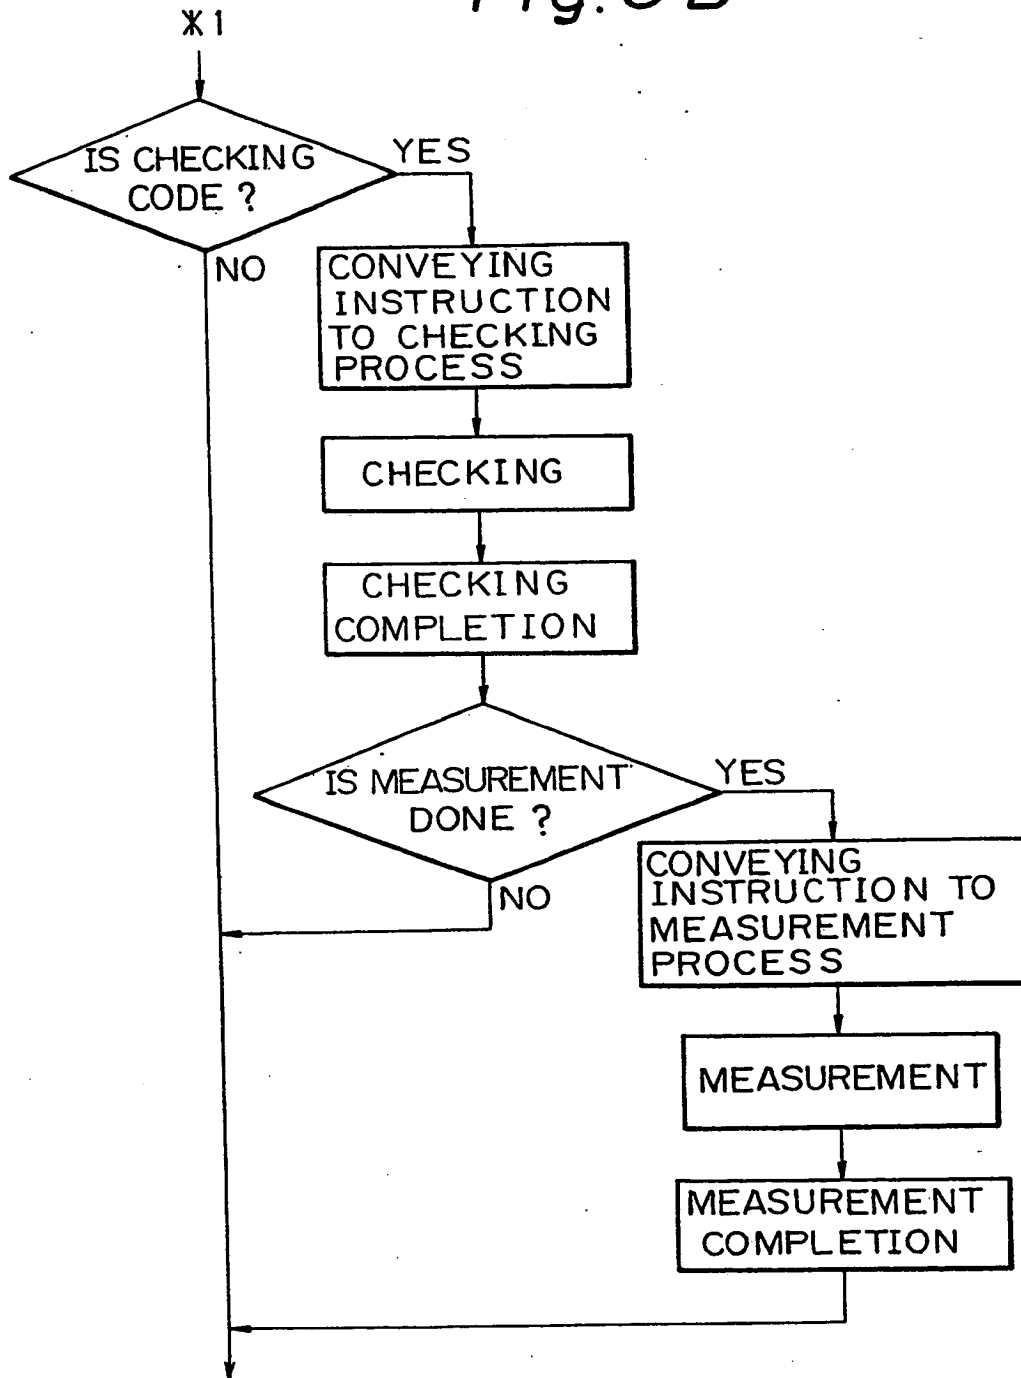 ※1
IS CHECKING
CODE ?
YES
NO
CONVEYING
INSTRUCTION
TO CHECKING
PROCESS
CHECKING
CHECKING
COMPLETION
IS MEASUREMENT
DONE ?
YES
NO
CONVEYING
INSTRUCTION TO
MEASUREMENT
PROCESS
MEASUREMENT
MEASUREMENT
COMPLETION